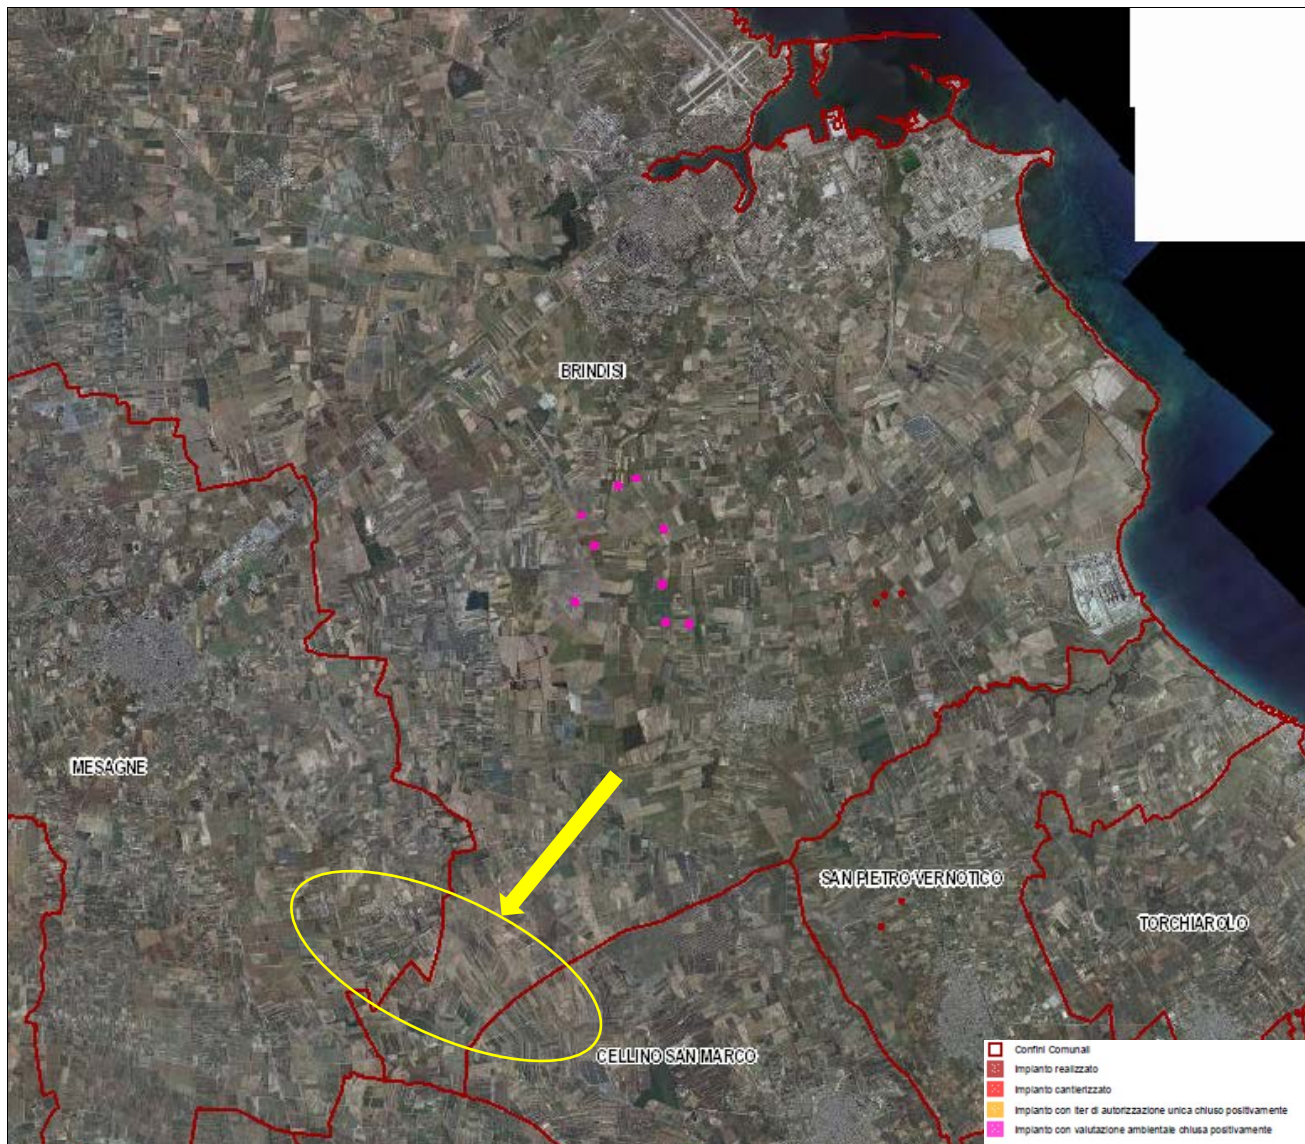 BRINDISI
MESAGNE
SAN PIETRO VERNOTICO
TORCHIAROLO
CELLINO SAN MARCO
Confini Comunali
Impianto realizzato
Impianto cantierizzato
Impianto con iter di autorizzazione unica chiuso positivamente
Impianto con valutazione ambientale chiusa positivamente